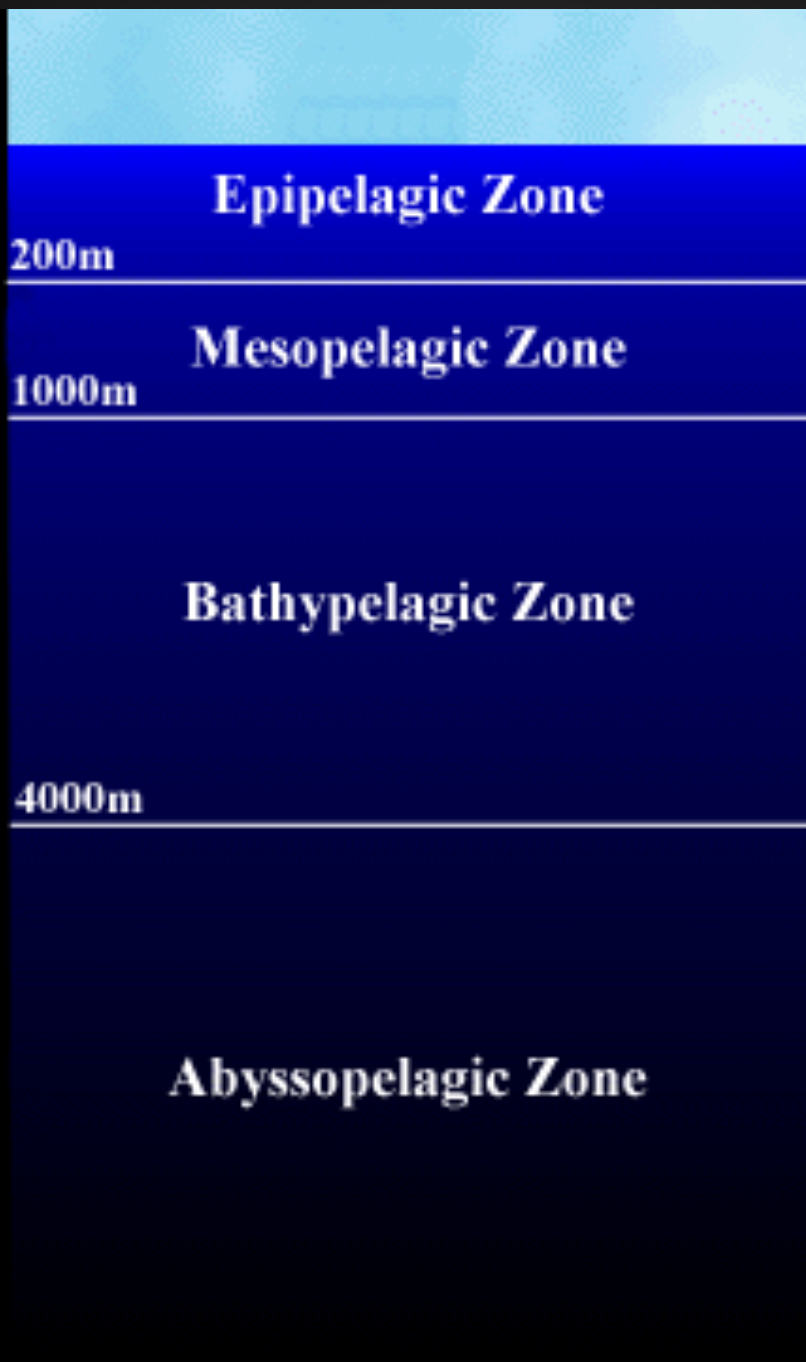 Epipelagic Zone
200m
Mesopelagic Zone
1000m
Bathypelagic Zone
4000m
Abyssopelagic Zone